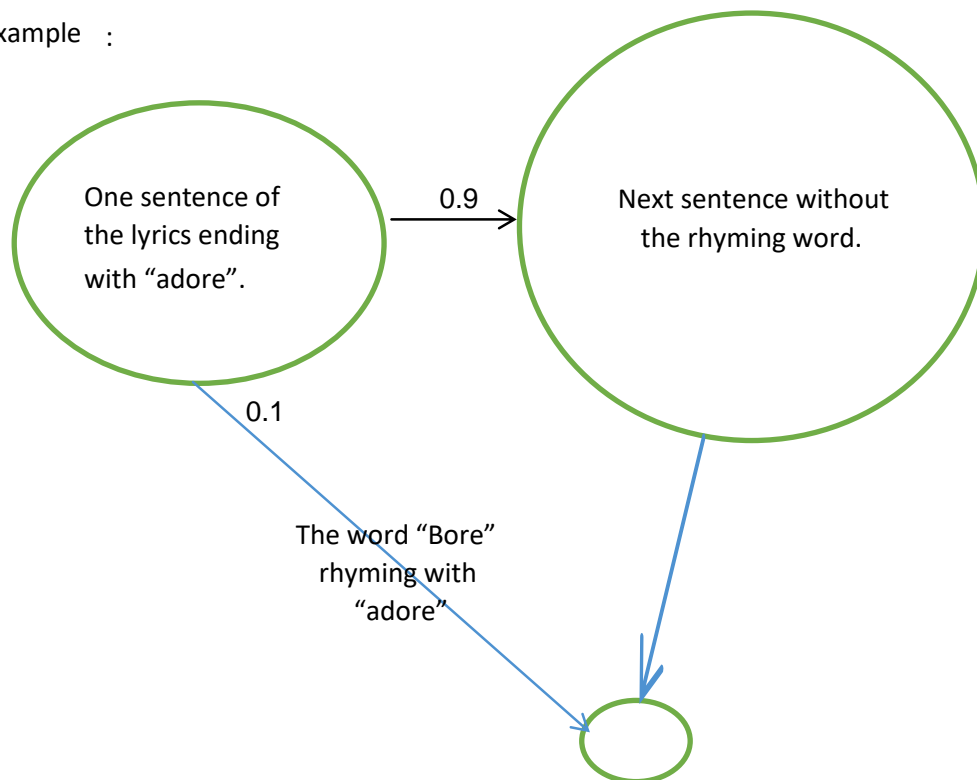 xample :
One sentence of
the lyrics ending
with “adore”.
0.9
Next sentence without
the rhyming word.
0.1
The word “Bore”
rhyming with
“adore”